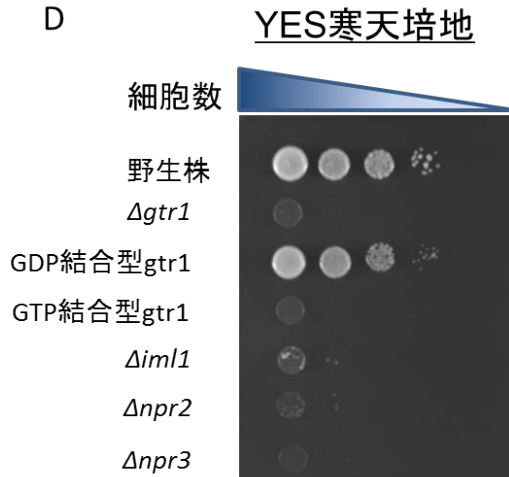 D
YES寒天培地
細胞数
野生株
Δgtr1
GDP結合型gtr1
GTP結合型gtr1
Δiml1
Δnpr2
Δnpr3